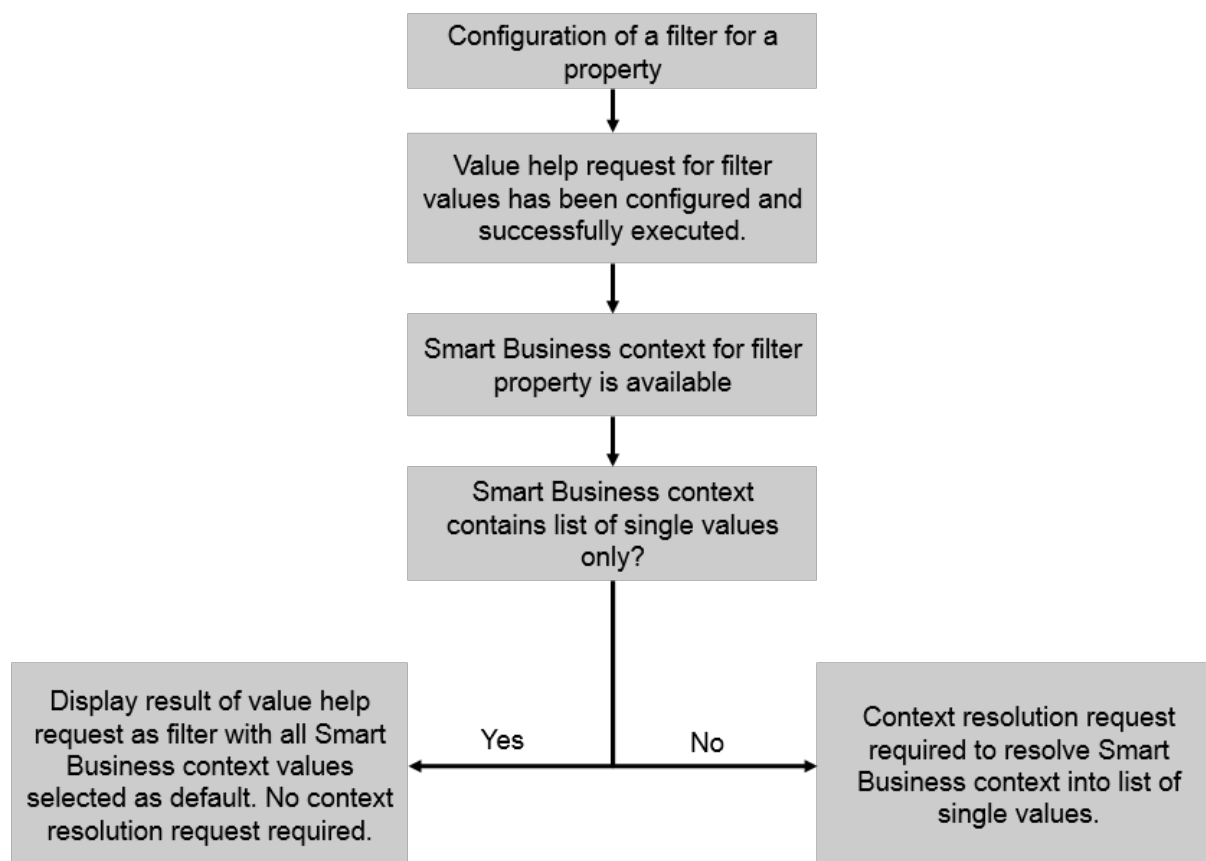 Configuration of a filter for a
property
Value help request for filter
values has been configured and
successfully executed.
Smart Business context for filter
property is available
Smart Business context
contains list of single values
only?
Yes
No
Display result of value help
request as filter with all Smart
Business context values
selected as default. No context
resolution request required.
Context resolution request
required to resolve Smart
Business context into list of
single values.